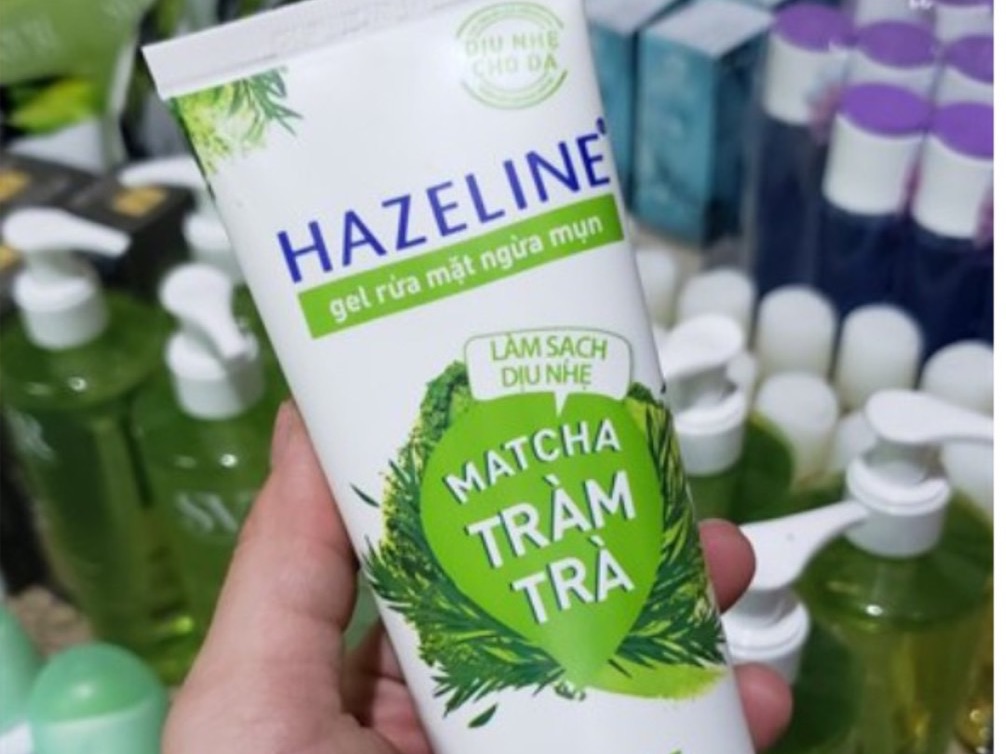 DỊU NHẸ
CHO DA
HAZELINE
gel rửa mặt ngừa mụn
LÀM SẠCH
DỊU NHẸ
MATCHA
TRÀM
TRÀ